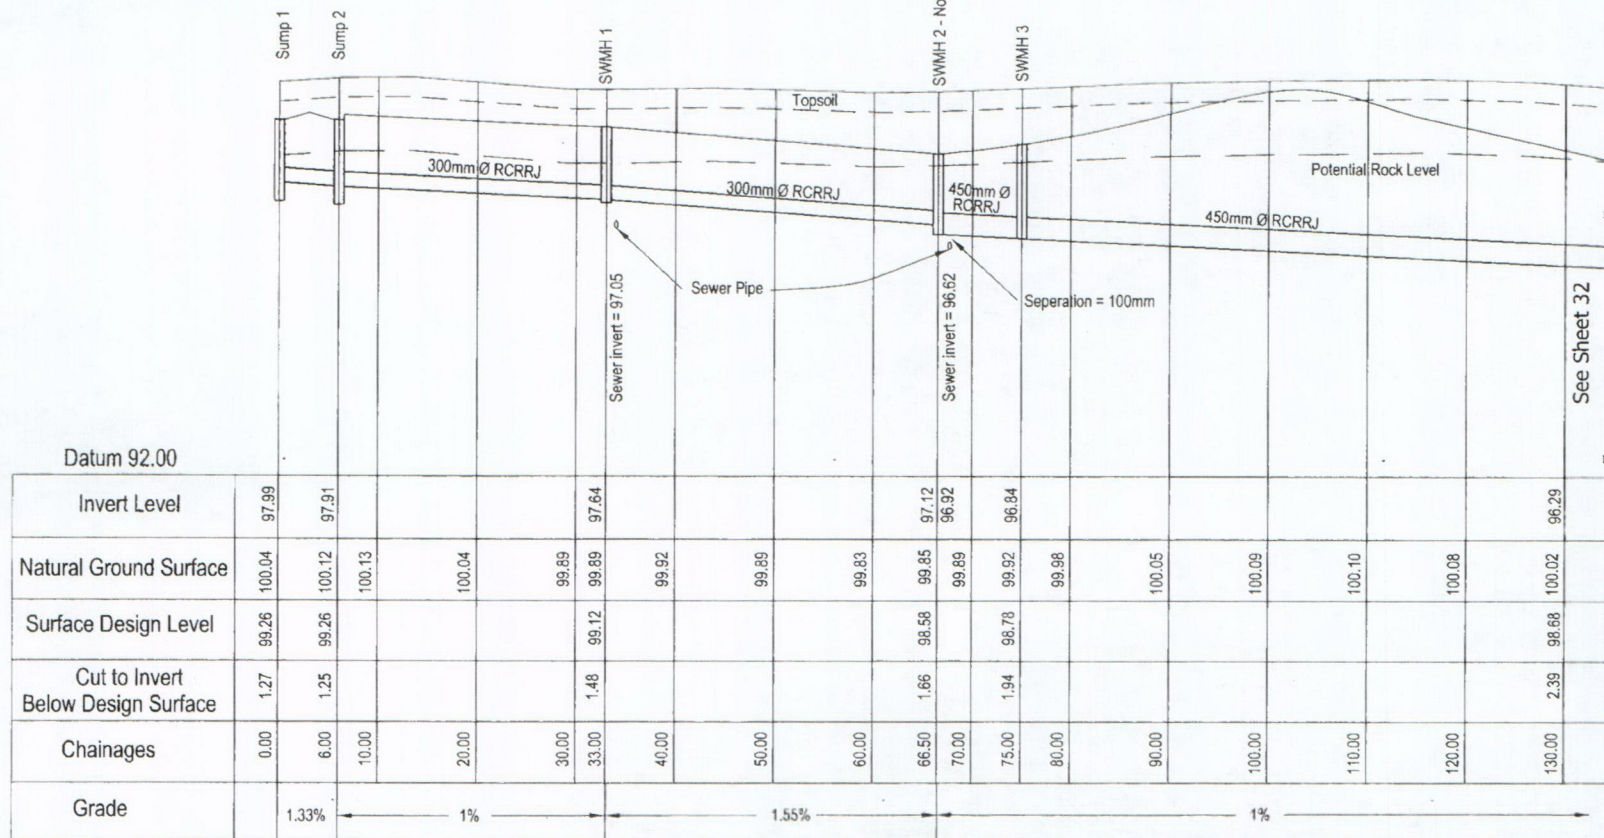 Sump 1
Sump 2
SWMH 1
SWMH 2 - No
SWMH 3
Topsoil
300mm Ø RCRRJ
300mm Ø RCRRJ
450mm Ø
RCRRJ
450mm Ø RCRRJ
Potential Rock Level
Sewer Pipe
Seperation = 100mm
Sewer invert = 97.05
Sewer invert = 96.62
See Sheet 32
Datum 92.00
Invert Level 97.99 97.91 97.64 97.12 96.92 96.84 96.29
Natural Ground Surface 100.04 100.12 100.13 100.04 99.89 99.89 99.92 99.89 99.83 99.85 99.89 99.92 99.98 100.05 100.09 100.10 100.08 100.02
Surface Design Level 99.26 99.26 99.12 98.58 98.78 98.68
Cut to Invert
Below Design Surface 1.27 1.25 1.48 1.66 1.94 2.39
Chainages 0.00 6.00 10.00 20.00 30.00 33.00 40.00 50.00 60.00 66.50 70.00 75.00 80.00 90.00 100.00 110.00 120.00 130.00
Grade 1.33% 1% 1.55% 1%